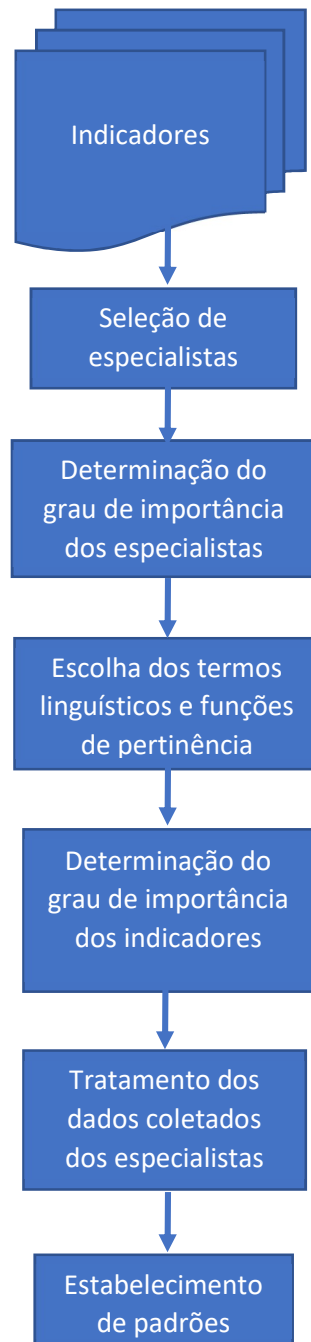 Indicadores
Seleção de
especialistas
Determinação do
grau de importância
dos especialistas
Escolha dos termos
linguísticos e funções
de pertinência
Determinação do
grau de importância
dos indicadores
Tratamento dos
dados coletados
dos especialistas
Estabelecimento
de padrões